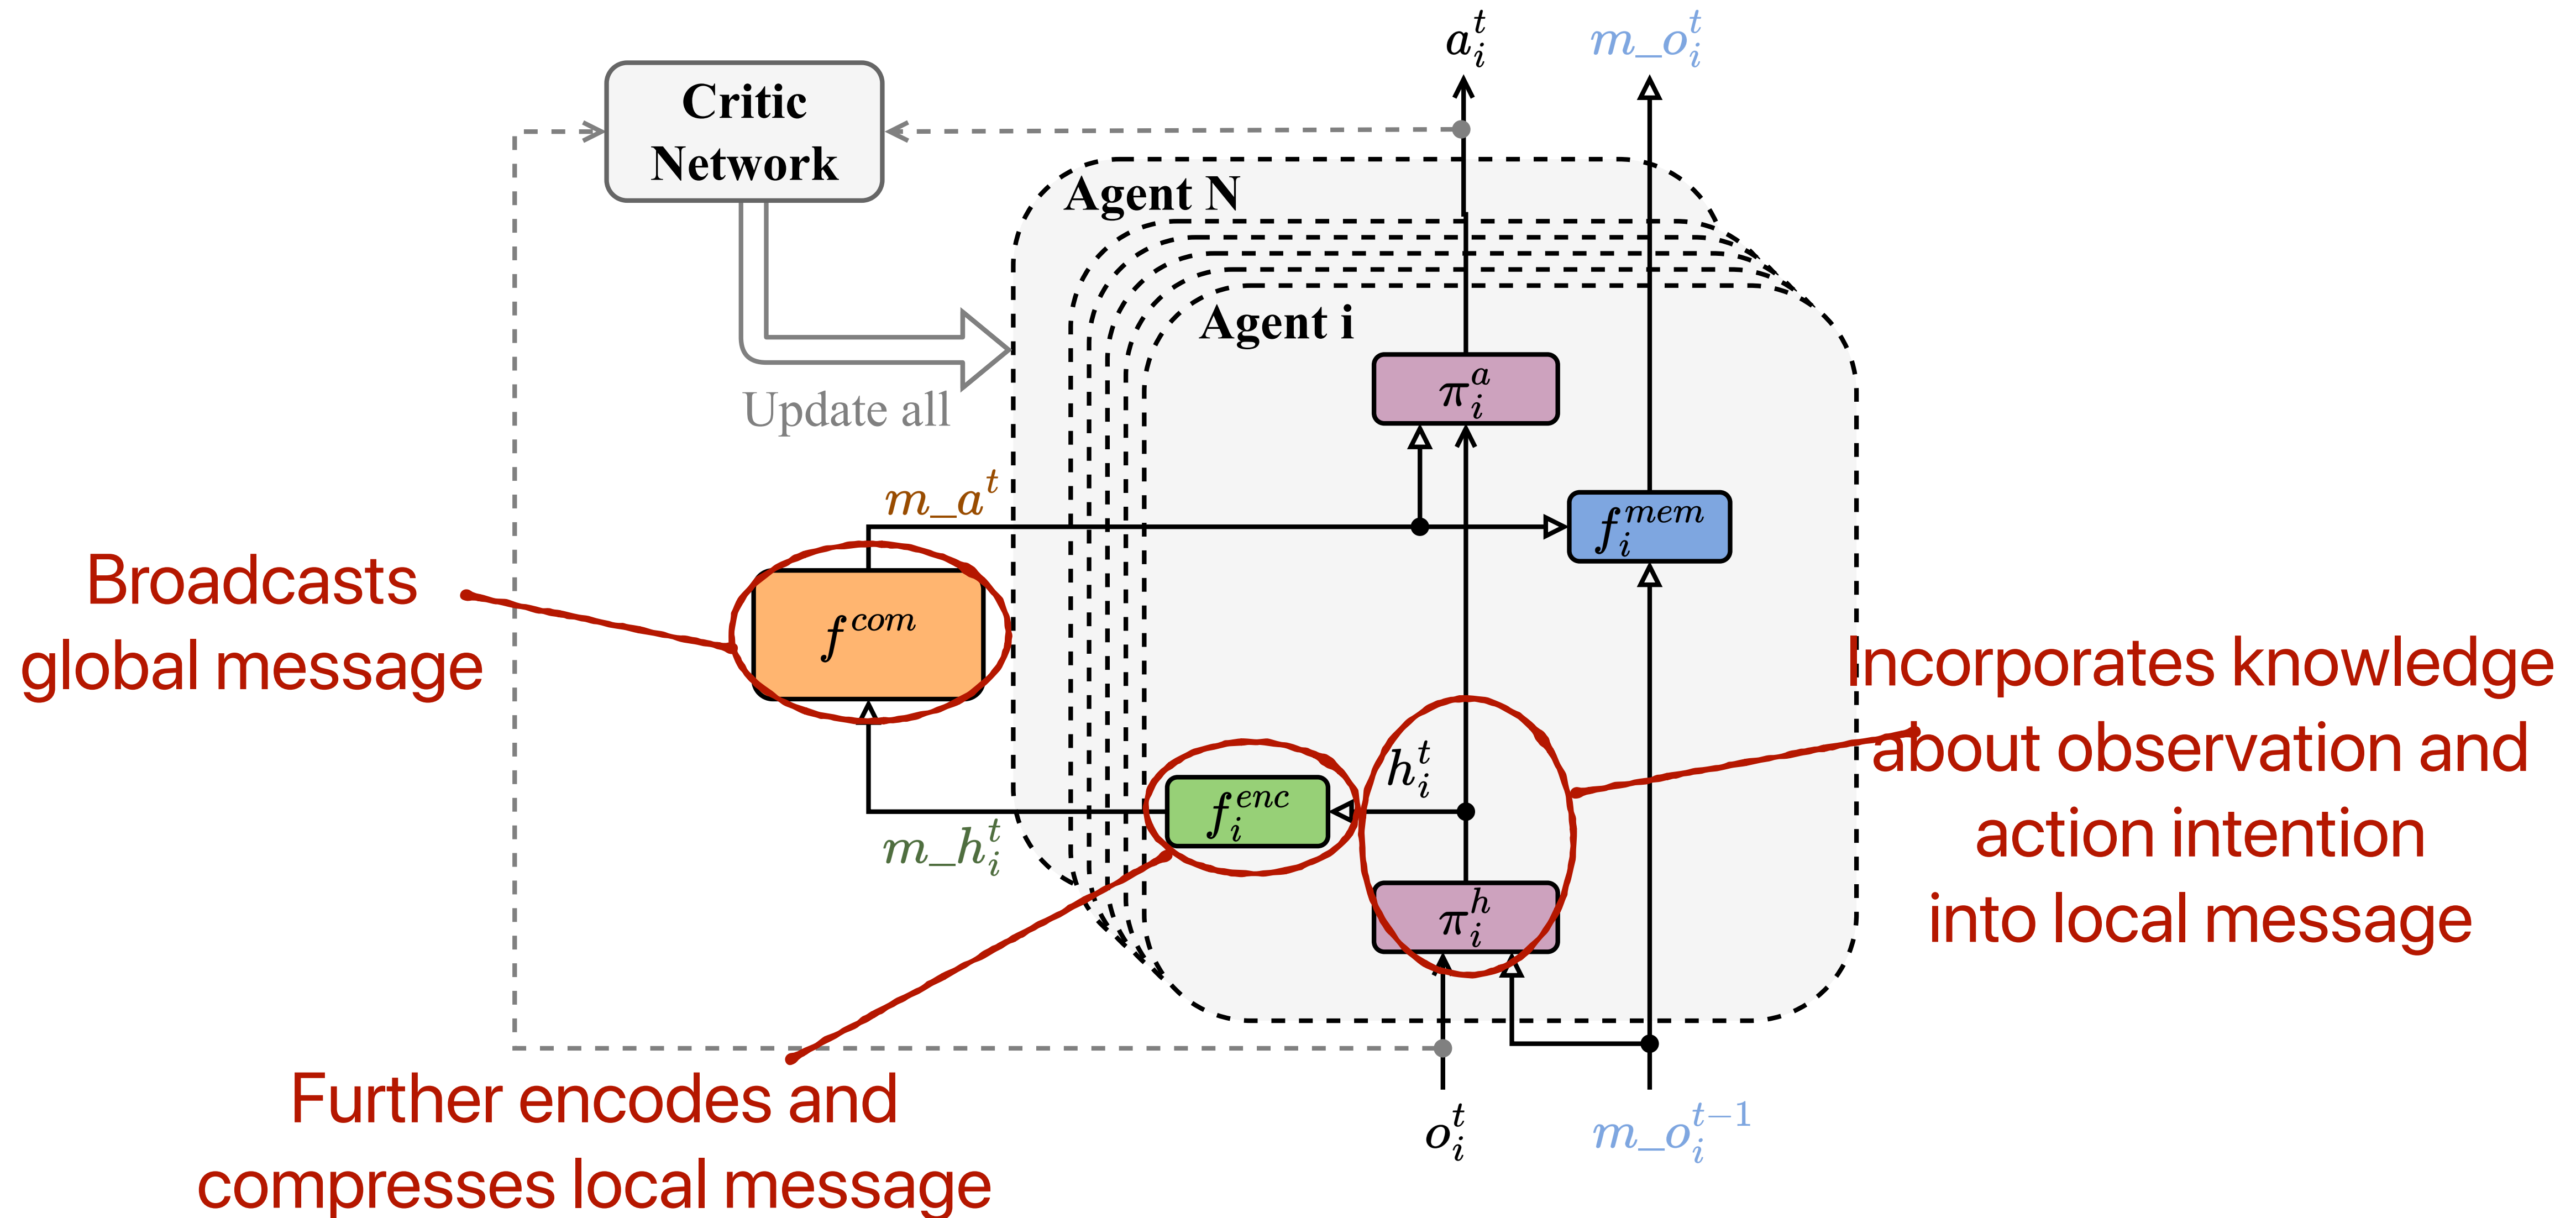 a_i^t
m_o_i^t
Critic
Network
Agent N
Agent i
π_i^a
Update all
m_a^t
f_i^{mem}
Broadcasts
global message
f^{com}
Incorporates knowledge
about observation and
action intention
into local message
h_i^t
f_i^{enc}
m_h_i^t
π_i^h
Further encodes and
compresses local message
o_i^t
m_o_i^{t-1}